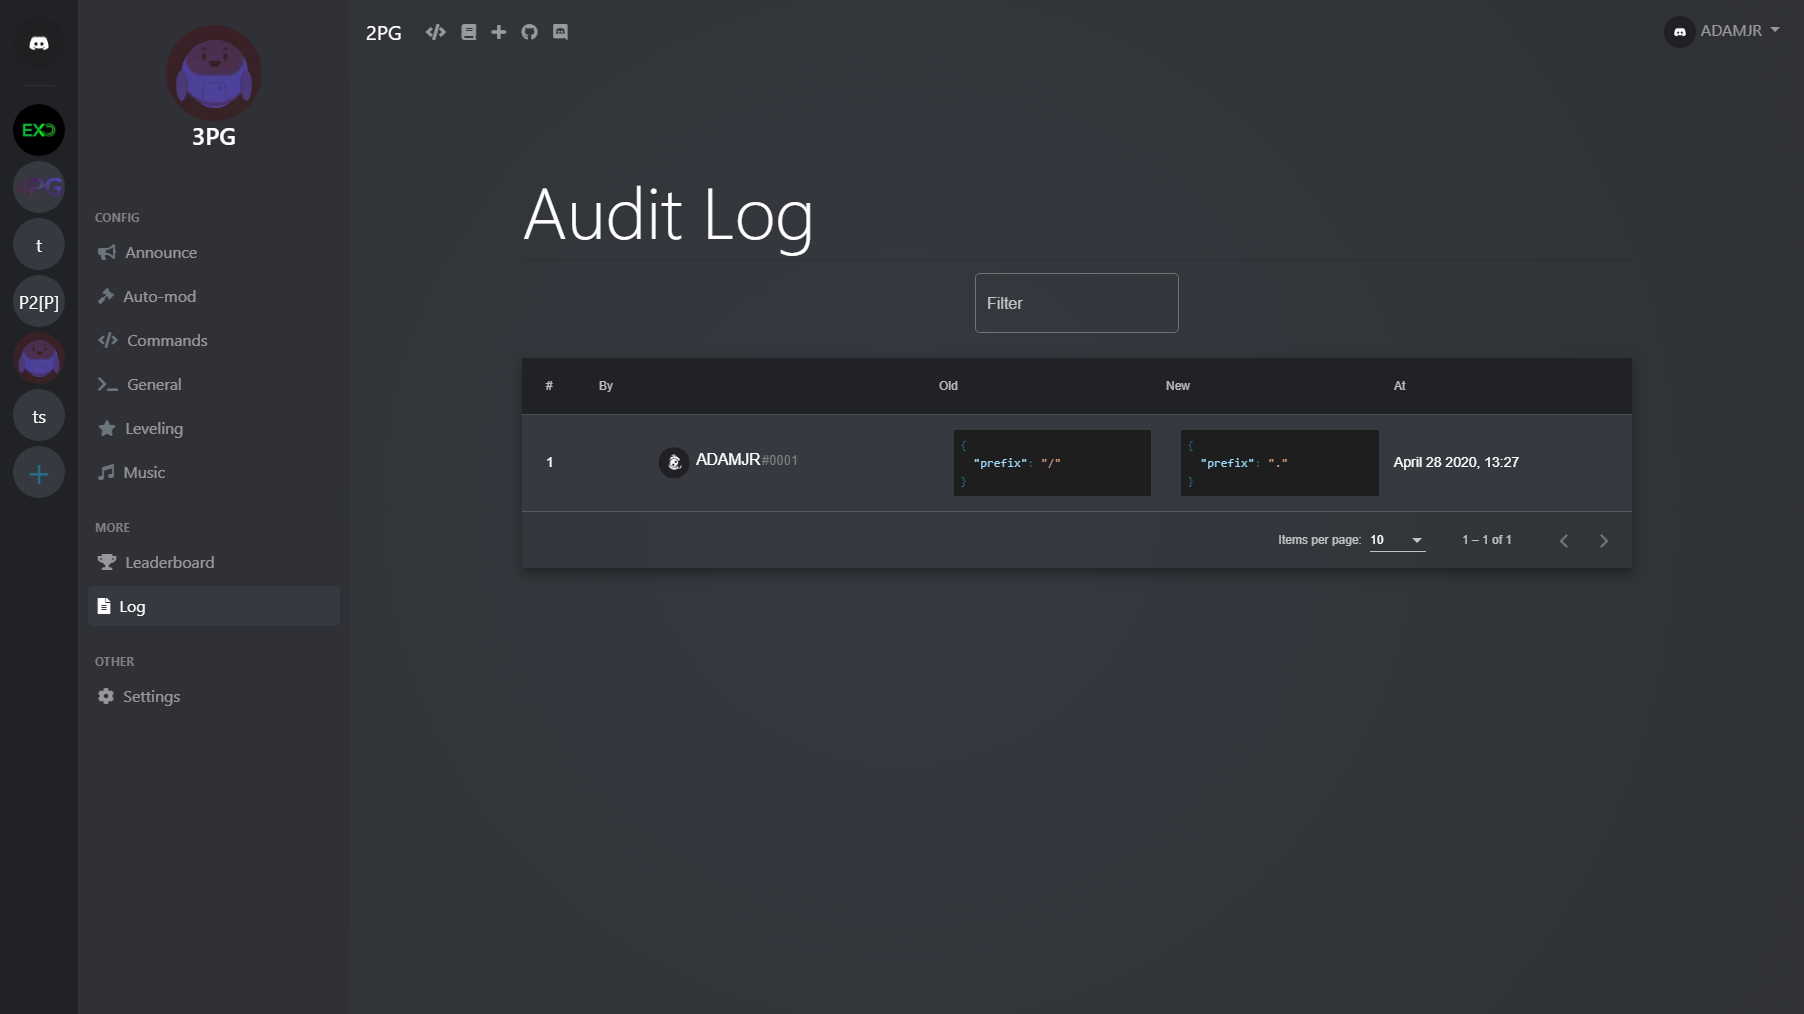 EXO
3PG
t
P2[P]
ts
3PG
CONFIG
Announce
Auto-mod
Commands
General
Leveling
Music
MORE
Leaderboard
Log
OTHER
Settings
2PG
ADAMJR
Audit Log
Filter
# By Old New At
1 ADAMJR#0001 { "prefix": "/" } { "prefix": "." } April 28 2020, 13:27
Items per page: 10 1 – 1 of 1